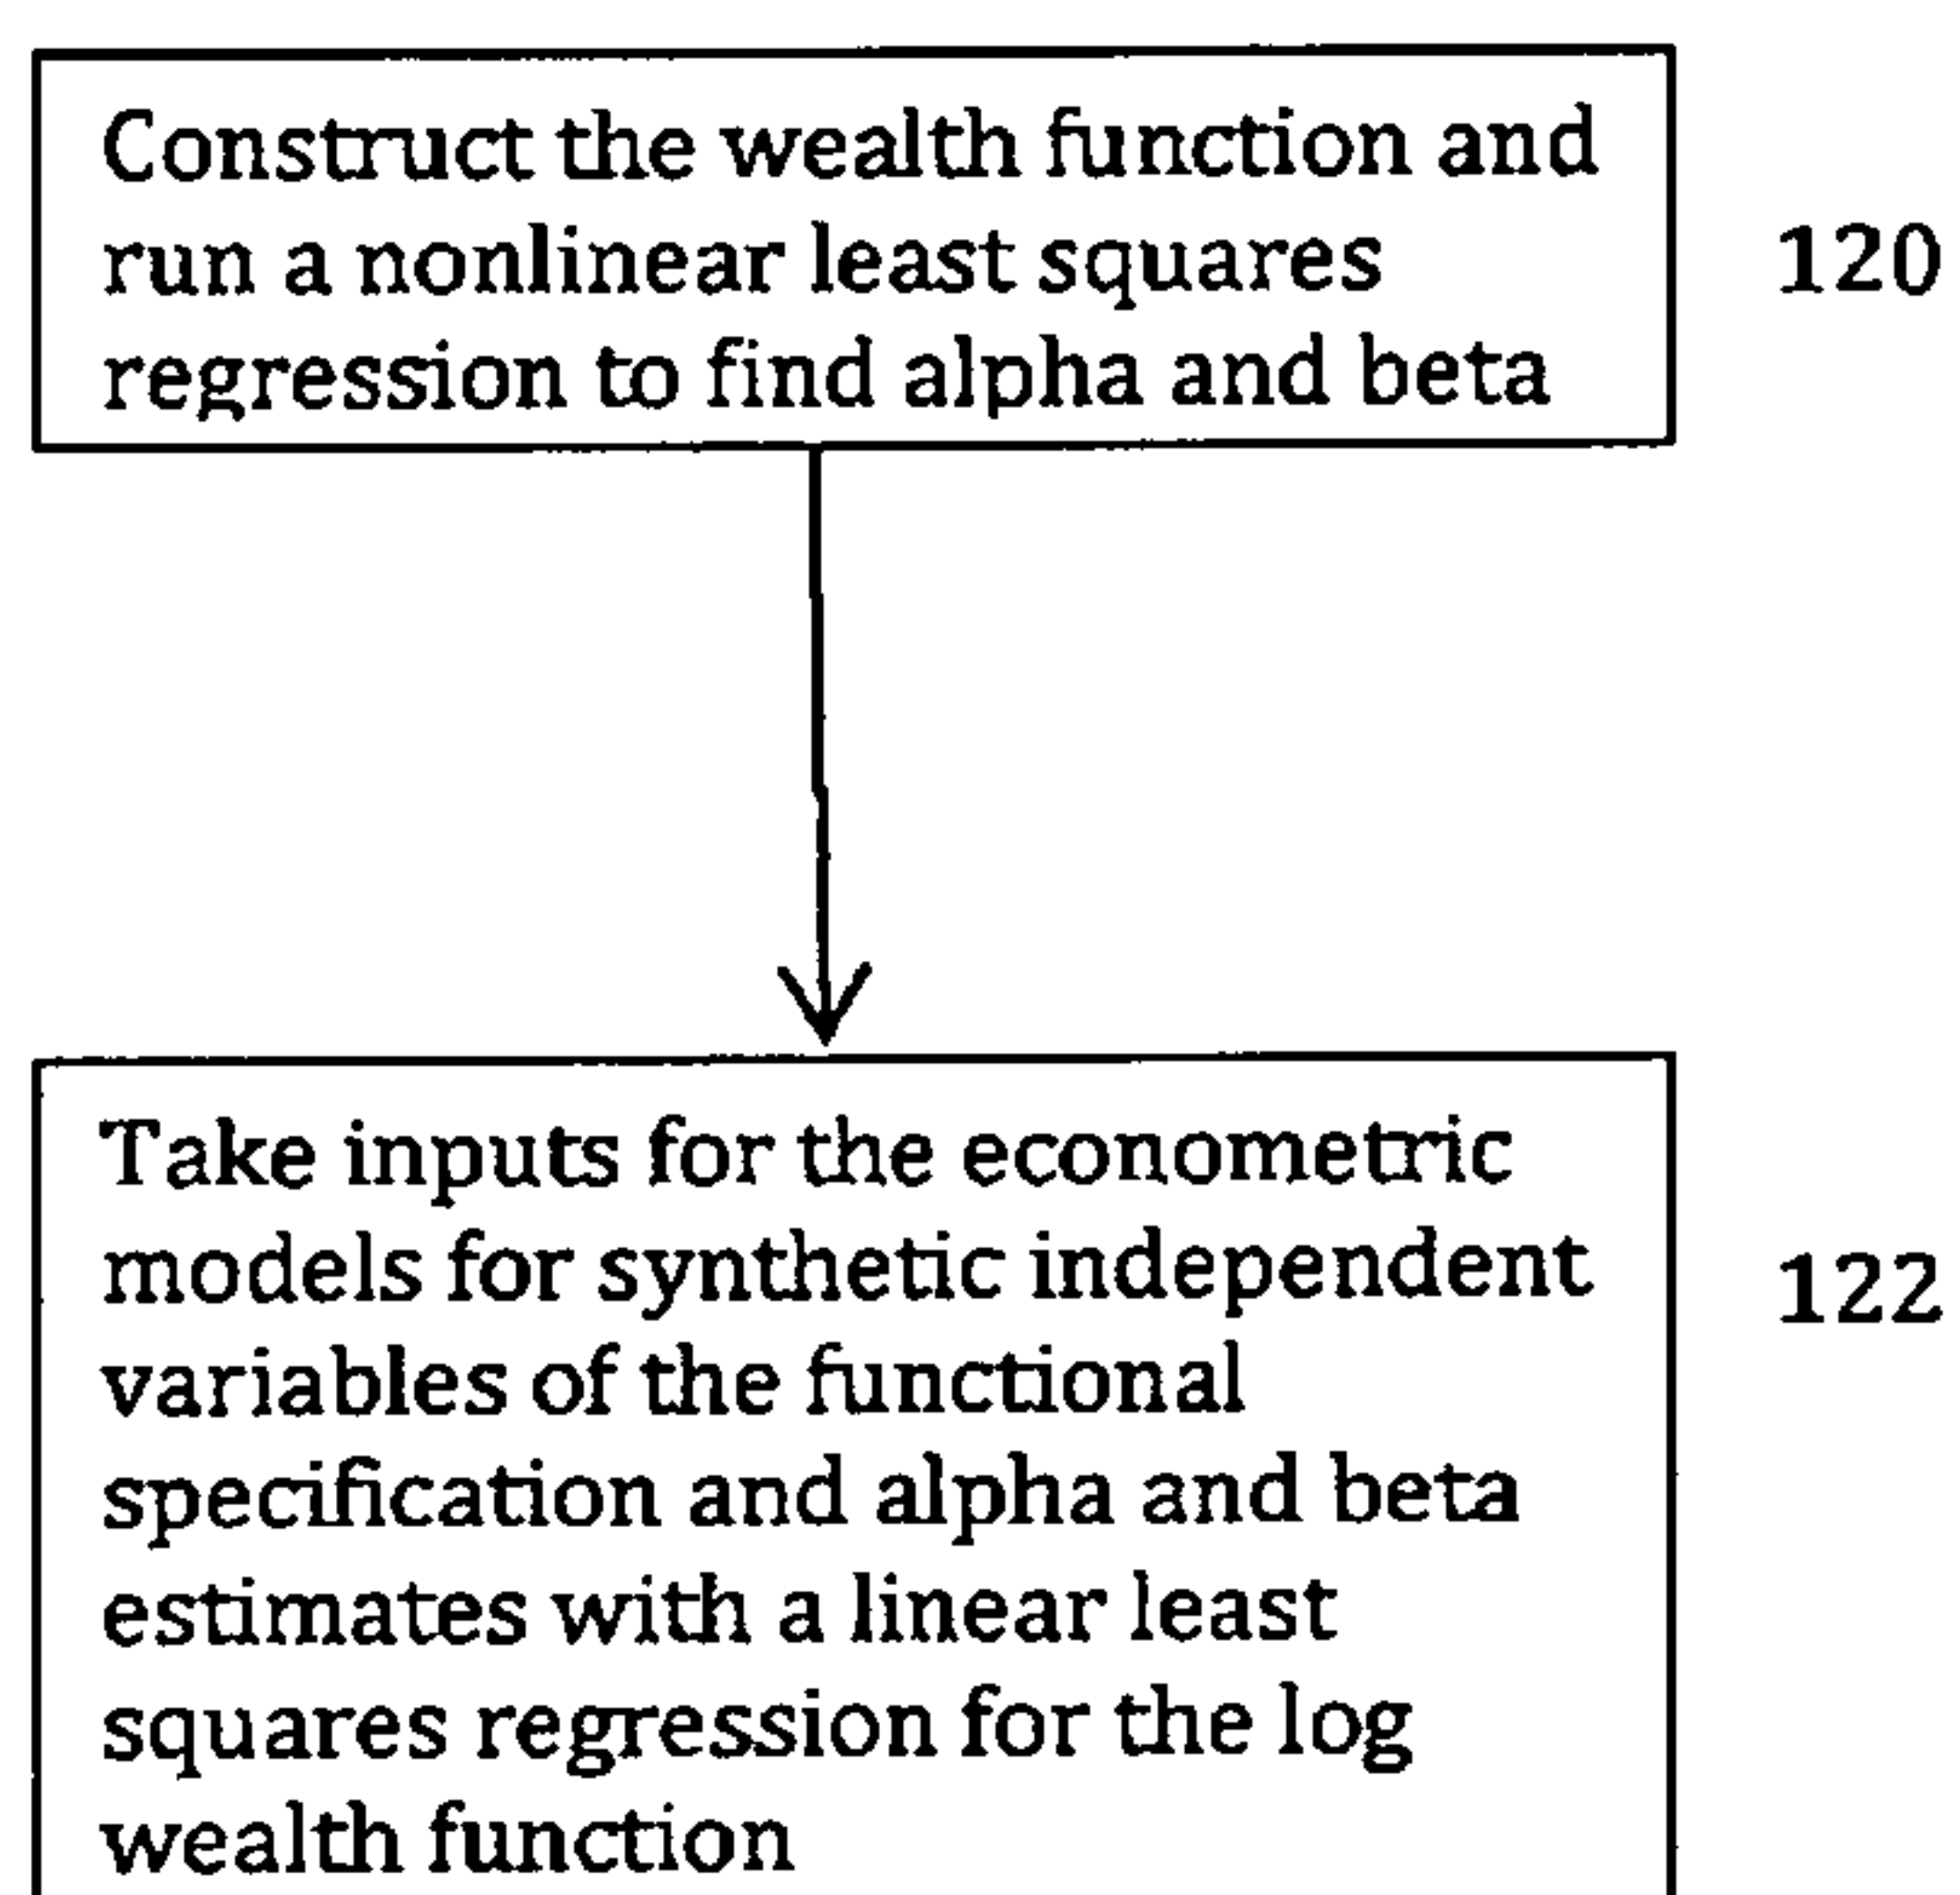 Construct the wealth function and
run a nonlinear least squares
regression to find alpha and beta
120
Take inputs for the econometric
models for synthetic independent
variables of the functional
specification and alpha and beta
estimates with a linear least
squares regression for the log
wealth function
122